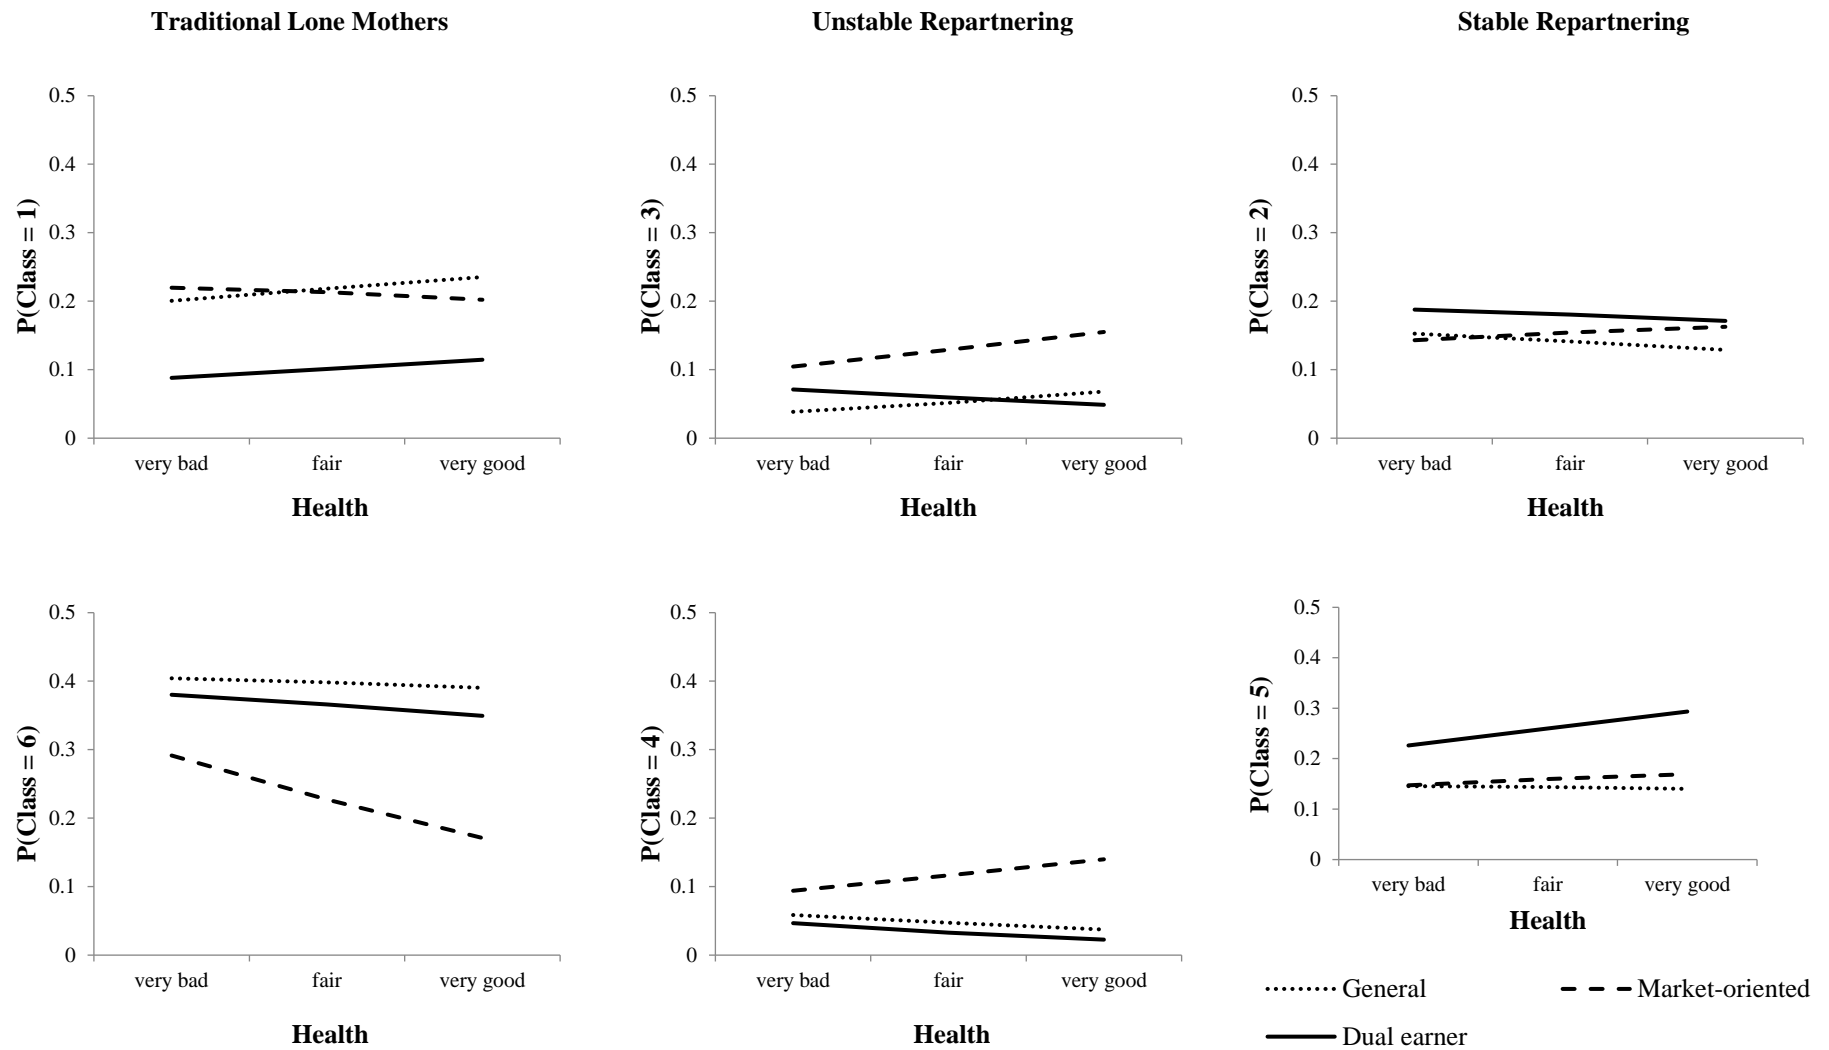 Traditional Lone Mothers
Unstable Repartnering
Stable Repartnering
P(Class = 1)
0.5
0.4
0.3
0.2
0.1
0
very bad fair very good
Health
P(Class = 3)
0.5
0.4
0.3
0.2
0.1
0
very bad fair very good
Health
P(Class = 2)
0.5
0.4
0.3
0.2
0.1
0
very bad fair very good
Health
P(Class = 6)
0.5
0.4
0.3
0.2
0.1
0
very bad fair very good
Health
P(Class = 4)
0.5
0.4
0.3
0.2
0.1
0
very bad fair very good
Health
P(Class = 5)
0.5
0.4
0.3
0.2
0.1
0
very bad fair very good
Health
General Market-oriented
Dual earner